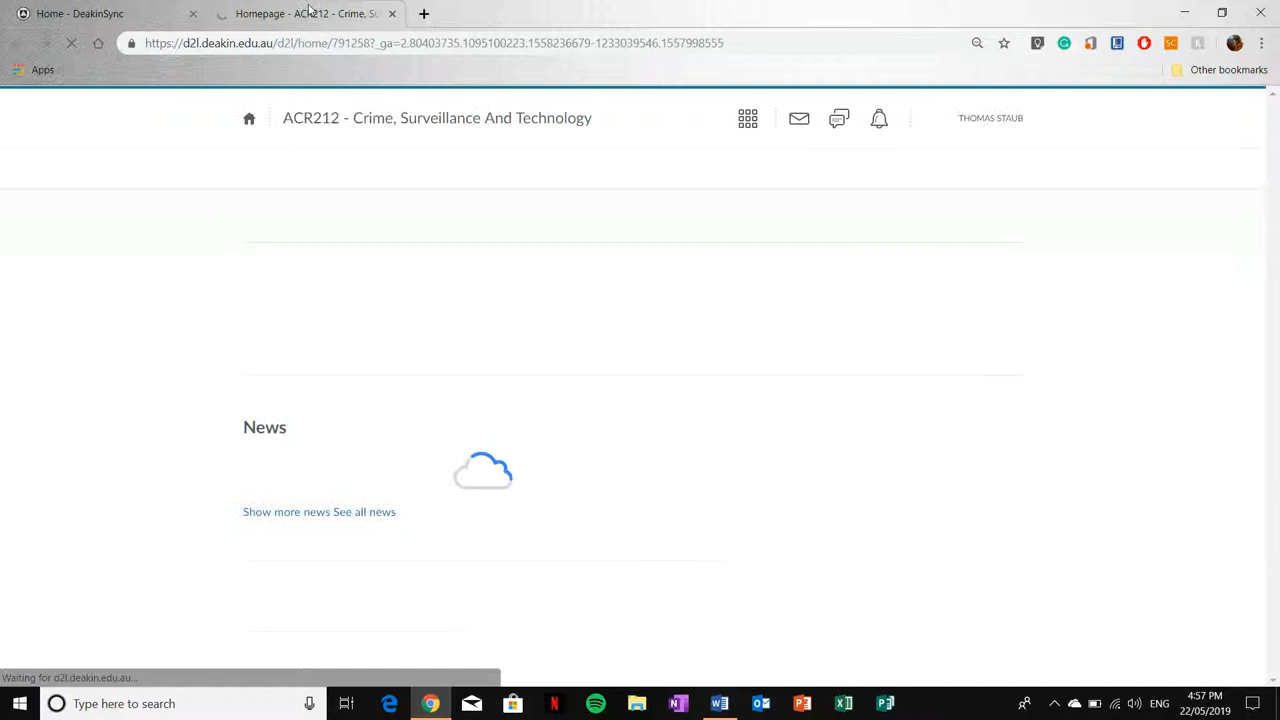 Home - DeakinSync
Homepage - ACR212 - Crime, Su
https://d2l.deakin.edu.au/d2l/home/791258?_ga=2.80403735.1095100223.1558236679-1233039546.1557998555
Apps
Other bookmarks
ACR212 - Crime, Surveillance And Technology
THOMAS STAUB
News
Show more news See all news
Waiting for d2l.deakin.edu.au...
Type here to search
ENG
4:57 PM
22/05/2019